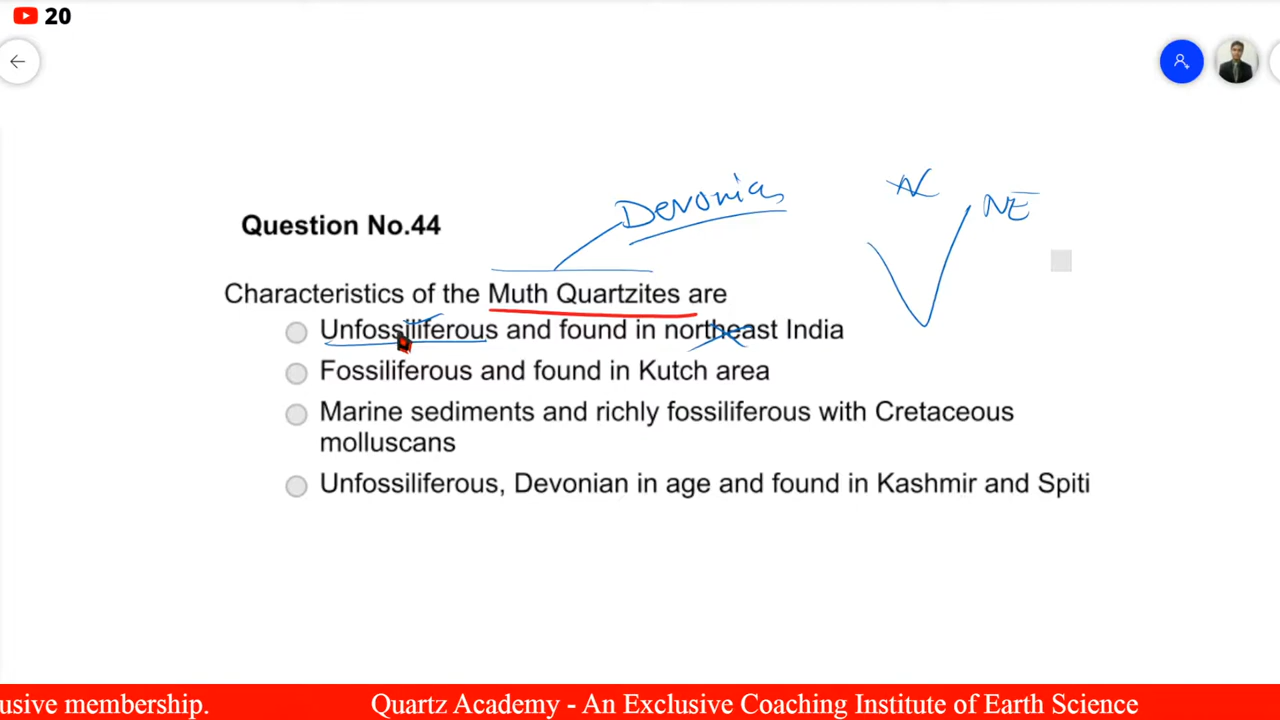 20
Devonian
N
NE
Question No.44
Characteristics of the Muth Quartzites are
Unfossiliferous and found in northeast India
Fossiliferous and found in Kutch area
Marine sediments and richly fossiliferous with Cretaceous
molluscans
Unfossiliferous, Devonian in age and found in Kashmir and Spiti
usive membership.
Quartz Academy - An Exclusive Coaching Institute of Earth Science